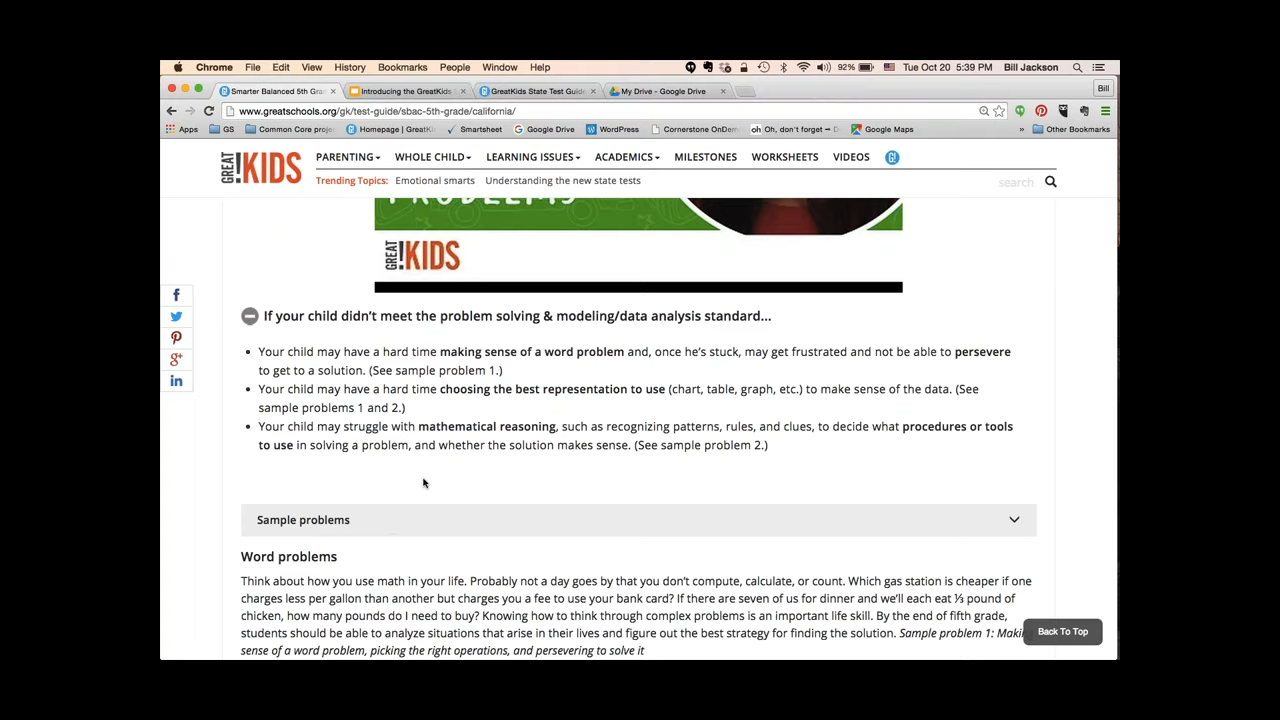 Chrome File Edit View History Bookmarks People Window Help 92% Tue Oct 20 5:39 PM Bill Jackson
Smarter Balanced 5th Gra Introducing the GreatKids GreatKids State Test Guide My Drive - Google Drive Bill
www.greatschools.org/gk/test-guide/sbac-5th-grade/california/
Apps GS Common Core proj Homepage | GreatKi Smartsheet Google Drive WordPress Cornerstone OnDem oh Oh, don't forget — Google Maps » Other Bookmarks
GREAT!KIDS PARENTING WHOLE CHILD LEARNING ISSUES ACADEMICS MILESTONES WORKSHEETS VIDEOS G!
Trending Topics: Emotional smarts Understanding the new state tests search
PROBLEMS
GREAT!KIDS
If your child didn't meet the problem solving & modeling/data analysis standard...
• Your child may have a hard time making sense of a word problem and, once he's stuck, may get frustrated and not be able to persevere
to get to a solution. (See sample problem 1.)
• Your child may have a hard time choosing the best representation to use (chart, table, graph, etc.) to make sense of the data. (See
sample problems 1 and 2.)
• Your child may struggle with mathematical reasoning, such as recognizing patterns, rules, and clues, to decide what procedures or tools
to use in solving a problem, and whether the solution makes sense. (See sample problem 2.)
Sample problems
Word problems
Think about how you use math in your life. Probably not a day goes by that you don't compute, calculate, or count. Which gas station is cheaper if one
charges less per gallon than another but charges you a fee to use your bank card? If there are seven of us for dinner and we'll each eat ⅓ pound of
chicken, how many pounds do I need to buy? Knowing how to think through complex problems is an important life skill. By the end of fifth grade,
students should be able to analyze situations that arise in their lives and figure out the best strategy for finding the solution. Sample problem 1: Makin
sense of a word problem, picking the right operations, and persevering to solve it
Back To Top